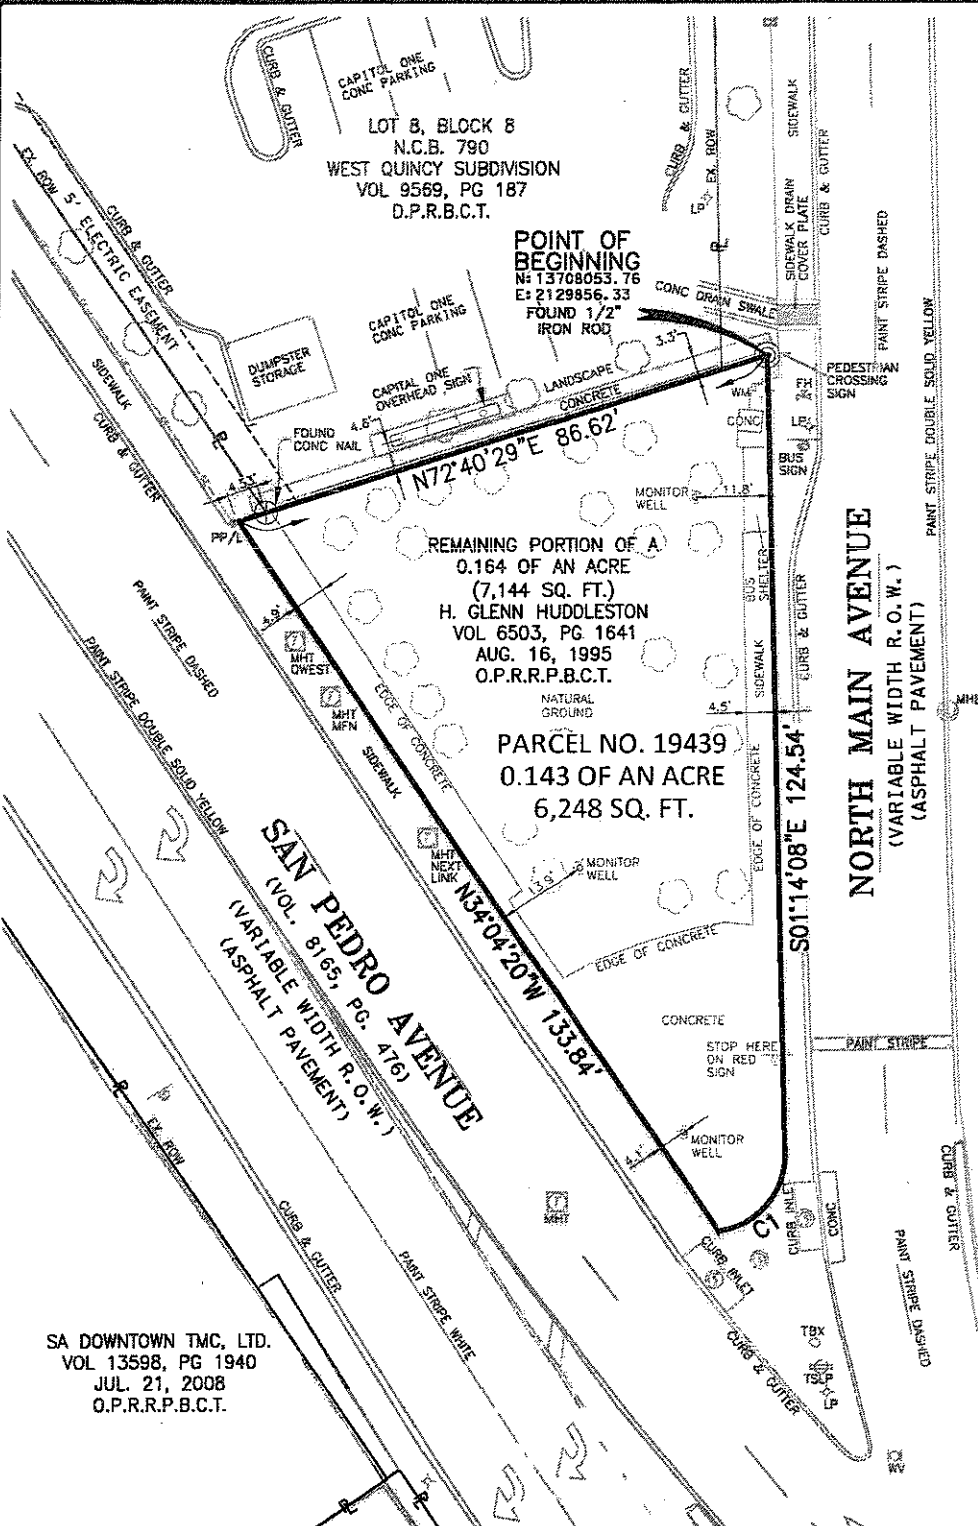 CURB & GUTTER
CAPITOL ONE
CONC PARKING
LOT 8, BLOCK 8
N.C.B. 790
WEST QUINCY SUBDIVISION
VOL 9569, PG 187
D.P.R.B.C.T.
CURB & GUTTER
EX. ROW
LP
SIDEWALK
CURB & GUTTER
SIDEWALK DRAIN
COVER PLATE
PAINT STRIPE DASHED
PAINT STRIPE DOUBLE SOLID YELLOW
EX. ROW
5' ELECTRIC EASEMENT
CURB & GUTTER
SIDEWALK
CURB & GUTTER
POINT OF
BEGINNING
N: 13708053.76
E: 2129856.33
FOUND 1/2"
IRON ROD
CONC DRAIN SWALE
CAPITOL ONE
CONC PARKING
DUMPSTER
STORAGE
CAPITAL ONE
OVERHEAD SIGN
LANDSCAPE
CONCRETE
3.3'
PEDESTRIAN
CROSSING
SIGN
WM
FH
CONC
LP
BUS
SIGN
FOUND
CONC NAIL
4.6'
N72°40'29"E 86.62'
MONITOR
WELL
11.8'
PP/L
REMAINING PORTION OF A
0.164 OF AN ACRE
(7,144 SQ. FT.)
H. GLENN HUDDLESTON
VOL 6503, PG 1641
AUG. 16, 1995
O.P.R.R.P.B.C.T.
BUS
SHELTER
CURB & GUTTER
NORTH MAIN AVENUE
(VARIABLE WIDTH R.O.W.)
(ASPHALT PAVEMENT)
PAINT
STRIPE DASHED
MHT
QWEST
MHT
MFN
EDGE OF CONCRETE
SIDEWALK
NATURAL
GROUND
SIDEWALK
4.5'
PARCEL NO. 19439
0.143 OF AN ACRE
6,248 SQ. FT.
PAINT STRIPE DOUBLE SOLID YELLOW
S01°14'08"E 124.54'
EDGE OF CONCRETE
MHT
NEXT
LINK
MONITOR
WELL
13.9'
N34°04'20"W 133.84'
EDGE OF CONCRETE
SAN PEDRO AVENUE
(VOL. 8165, PG. 476)
(VARIABLE WIDTH R.O.W.)
(ASPHALT PAVEMENT)
CONCRETE
STOP HERE
ON RED
SIGN
PAINT STRIPE
EX. ROW
MONITOR
WELL
C1
CURB INLET
CONC
CURB & GUTTER
MHT
CURB & GUTTER
PAINT STRIPE WHITE
CURB INLET
PAINT STRIPE DASHED
CURB & GUTTER
TBX
TSLP
LP
WV
SA DOWNTOWN TMC, LTD.
VOL 13598, PG 1940
JUL. 21, 2008
O.P.R.R.P.B.C.T.